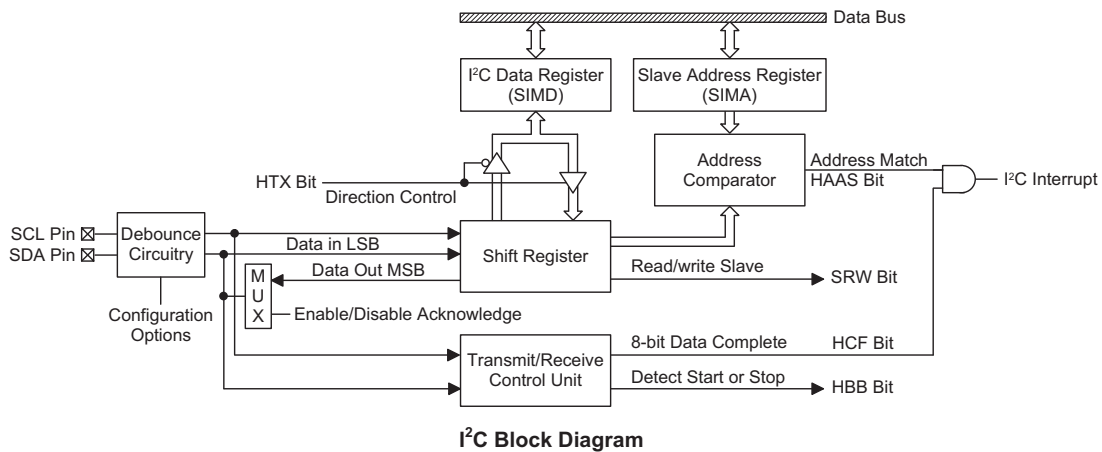 Data Bus
I²C Data Register
(SIMD)
Slave Address Register
(SIMA)
HTX Bit
Direction Control
Address
Comparator
Address Match
HAAS Bit
I²C Interrupt
SCL Pin
SDA Pin
Debounce
Circuitry
Data in LSB
Shift Register
Data Out MSB
Read/write Slave
SRW Bit
M
U
X
Enable/Disable Acknowledge
Configuration
Options
Transmit/Receive
Control Unit
8-bit Data Complete
HCF Bit
Detect Start or Stop
HBB Bit
I²C Block Diagram